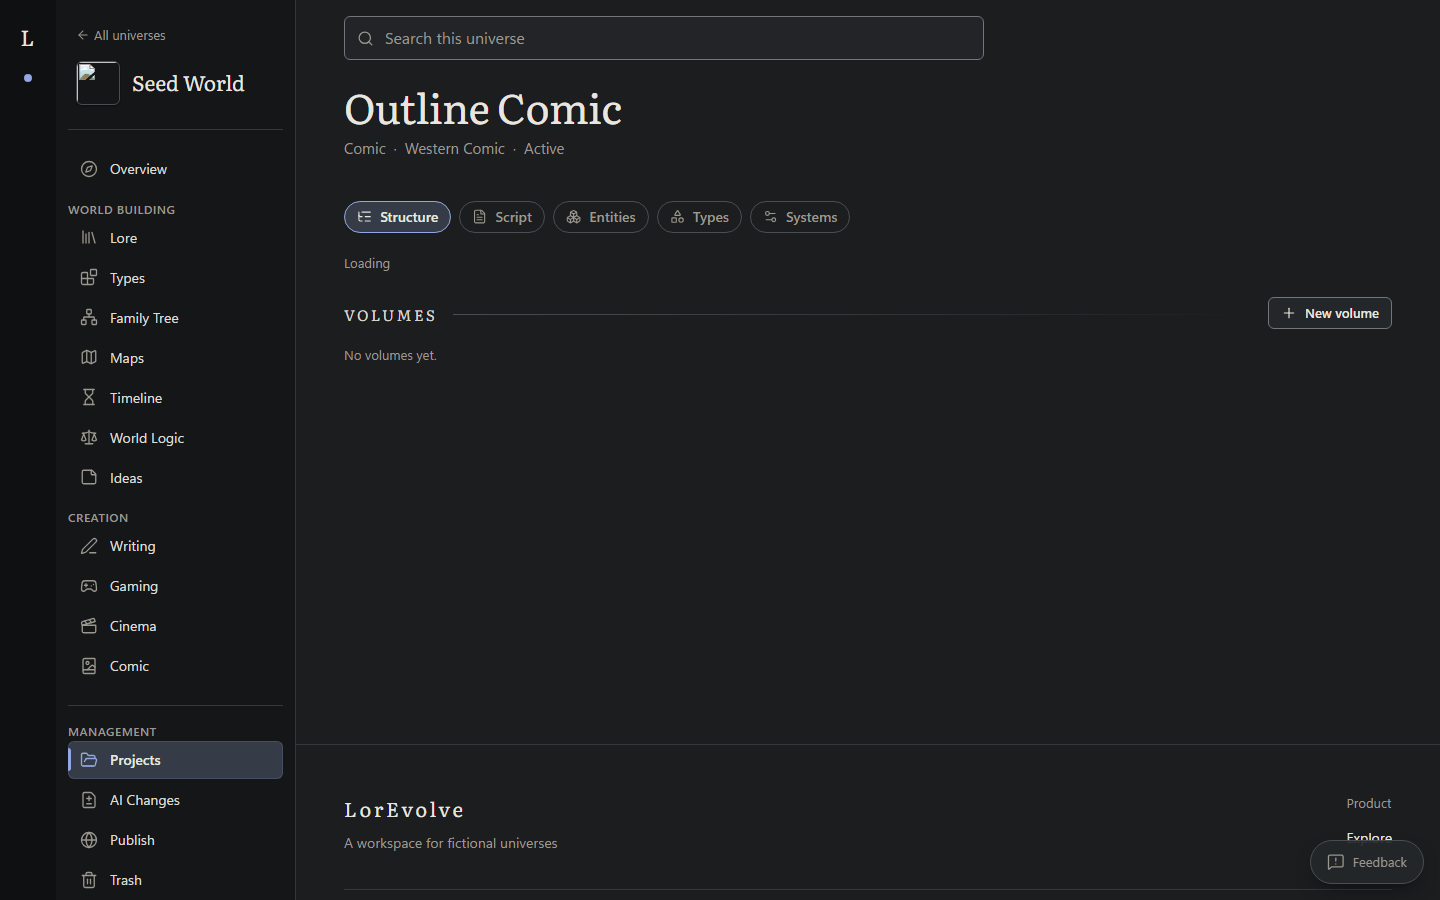 L
← All universes
Seed World
Overview
WORLD BUILDING
Lore
Types
Family Tree
Maps
Timeline
World Logic
Ideas
CREATION
Writing
Gaming
Cinema
Comic
MANAGEMENT
Projects
AI Changes
Publish
Trash
Search this universe
Outline Comic
Comic · Western Comic · Active
Structure Script Entities Types Systems
Loading
VOLUMES
+ New volume
No volumes yet.
LorEvolve
A workspace for fictional universes
Product
Explore
Feedback